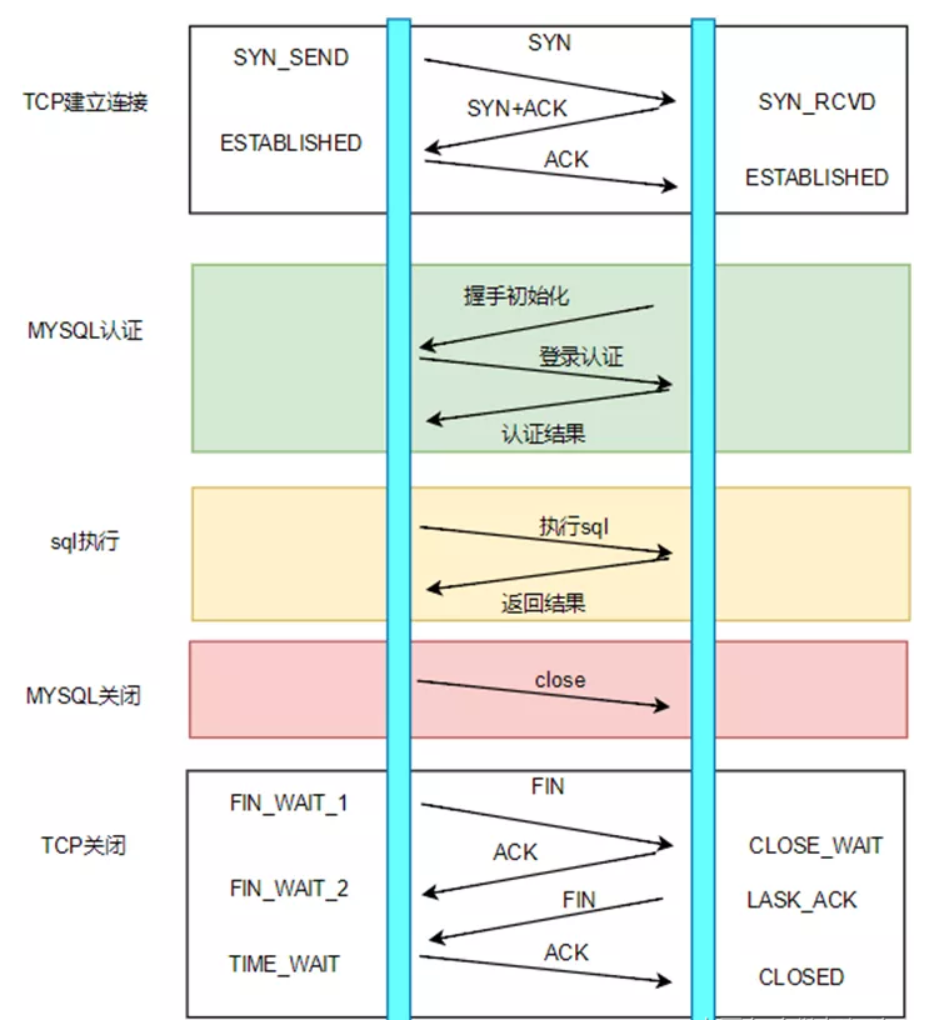 SYN
SYN_SEND
TCP建立连接
SYN+ACK
SYN_RCVD
ESTABLISHED
ACK
ESTABLISHED
握手初始化
MYSQL认证
登录认证
认证结果
执行sql
sql执行
返回结果
close
MYSQL关闭
FIN
FIN_WAIT_1
TCP关闭
ACK
CLOSE_WAIT
FIN_WAIT_2
FIN
LASK_ACK
ACK
TIME_WAIT
CLOSED